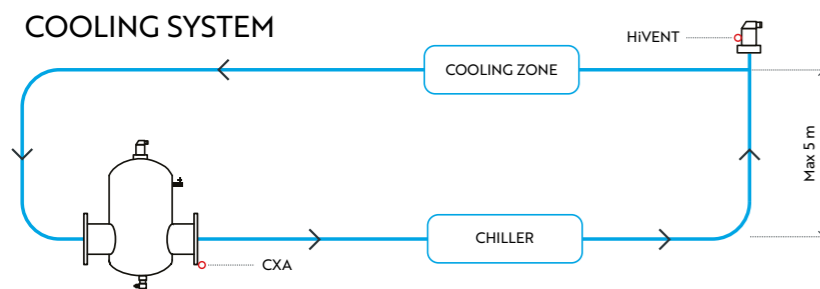 COOLING SYSTEM
HiVENT
COOLING ZONE
Max 5 m
CHILLER
CXA